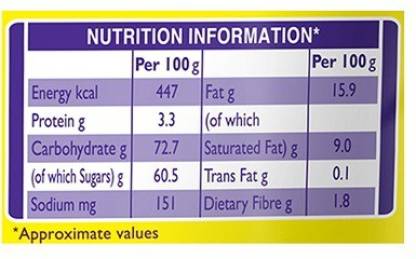 NUTRITION INFORMATION*
Per 100 g Per 100 g
Energy kcal 447 Fat g 15.9
Protein g 3.3 (of which
Carbohydrate g 72.7 Saturated Fat) g 9.0
(of which Sugars) g 60.5 Trans Fat g 0.1
Sodium mg 151 Dietary Fibre g 1.8
*Approximate values